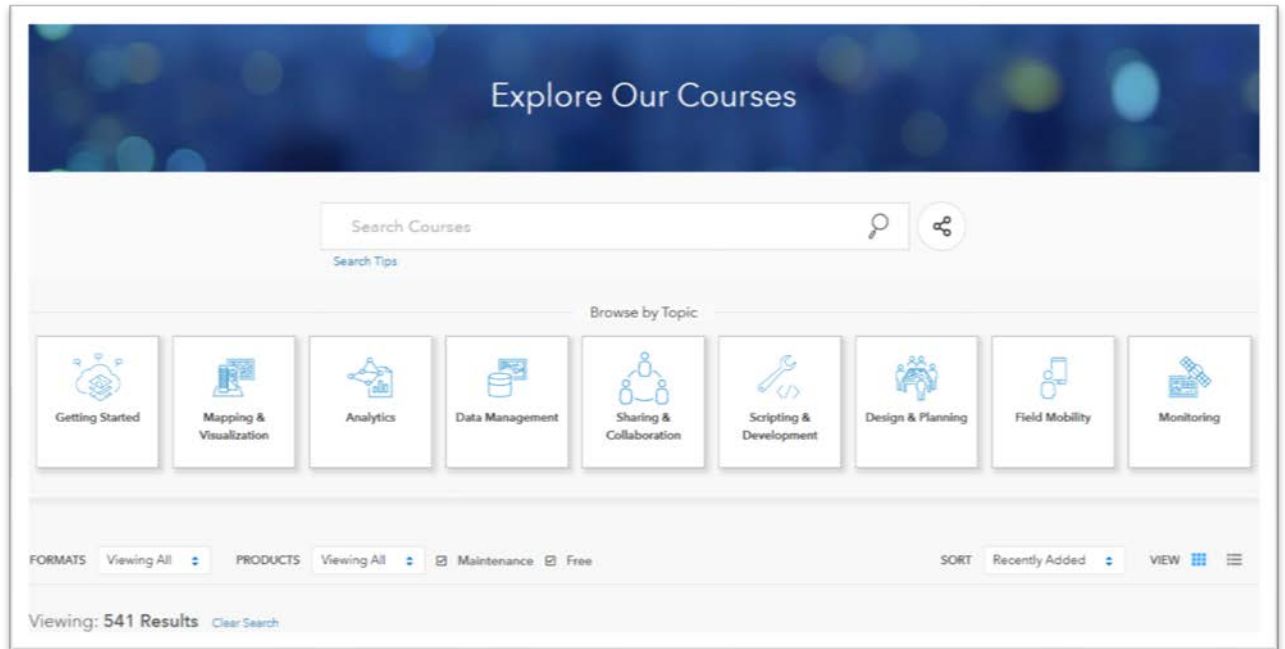 Explore Our Courses
Search Courses
Search Tips
Browse by Topic
Getting Started
Mapping &
Visualization
Analytics
Data Management
Sharing &
Collaboration
Scripting &
Development
Design & Planning
Field Mobility
Monitoring
FORMATS Viewing All PRODUCTS Viewing All Maintenance Free SORT Recently Added VIEW
Viewing: 541 Results Clear Search